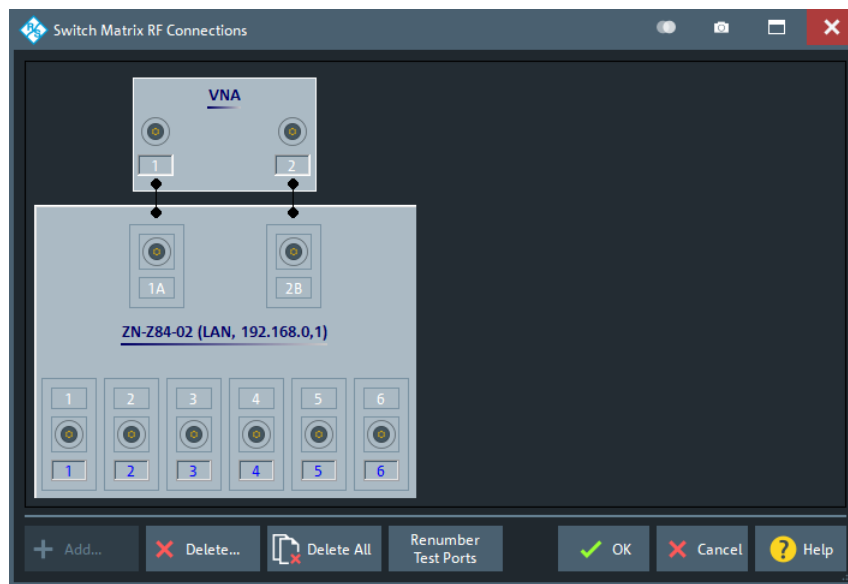 R&S Switch Matrix RF Connections
VNA
1 2
1A 2B
ZN-Z84-02 (LAN, 192.168.0,1)
1 2 3 4 5 6
1 2 3 4 5 6
+ Add... Delete... Delete All Renumber
Test Ports OK Cancel ? Help